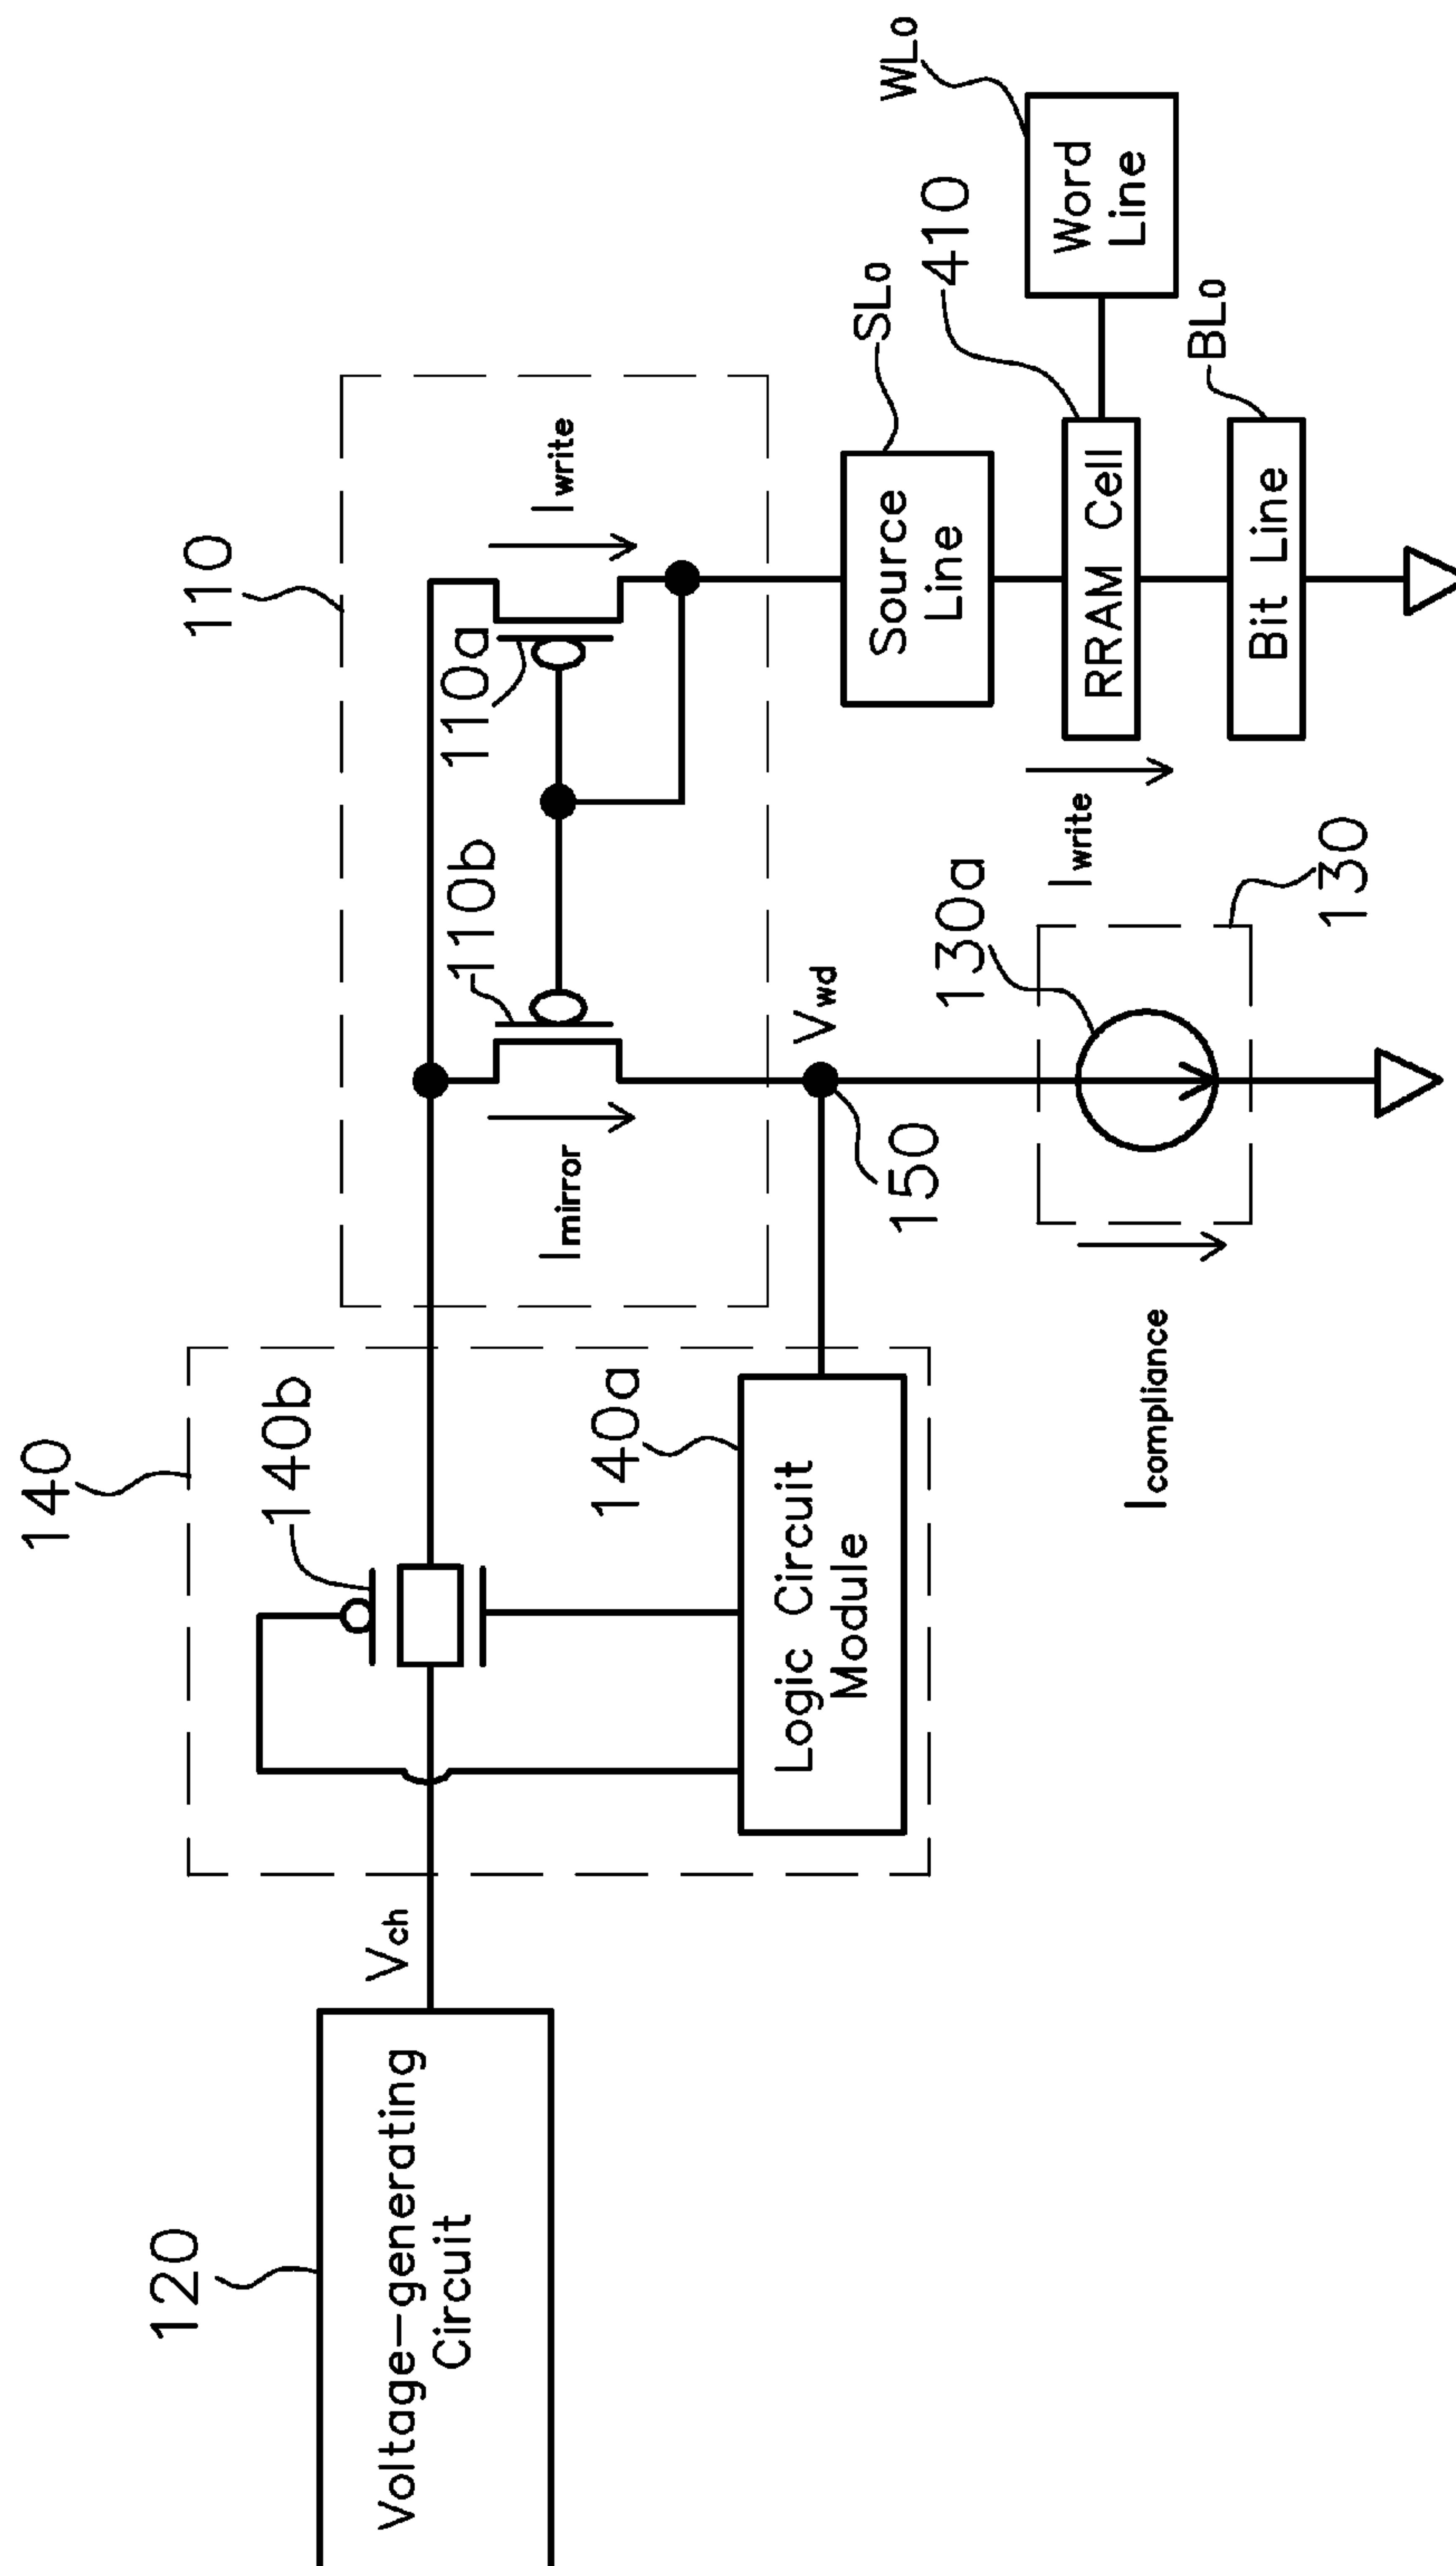 120
Voltage-generating
Circuit
Vch
140
140b
140a
Logic Circuit
Module
110
110b
110a
Imirror
Iwrite
Vwd
150
130a
130
Icompliance
Source
Line
SL0
RRAM Cell
410
Iwrite
Word
Line
WL0
Bit Line
BL0